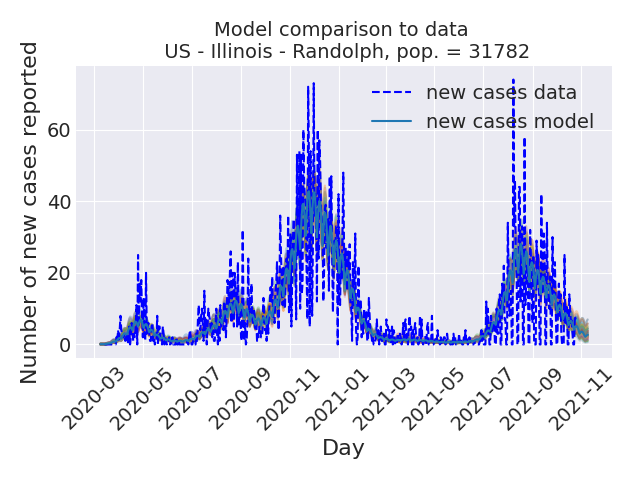 Model comparison to data
US - Illinois - Randolph, pop. = 31782
Number of new cases reported
60
40
20
0
new cases data
new cases model
2020-03
2020-05
2020-07
2020-09
2020-11
2021-01
2021-03
2021-05
2021-07
2021-09
2021-11
Day